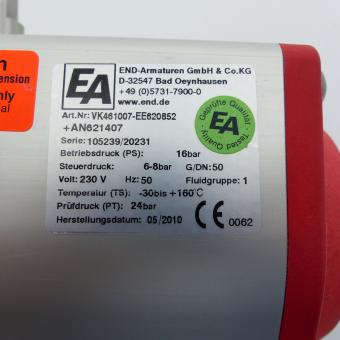 EA
END-Armaturen GmbH & Co.KG
D-32547 Bad Oeynhausen
+49 (0)5731-7900-0
www.end.de
Art.Nr: VK461007-EE620852
+AN621407
Serie: 105239/20231
Betriebsdruck (PS): 16bar
Steuerdruck: 6-8bar G/DN: 50
Volt: 230 V Hz: 50 Fluidgruppe: 1
Temperatur (TS): -30bis +160°C
Prüfdruck (PT): 24bar
Herstellungsdatum: 05/2010 CE 0062
Geprüfte Qualität
EA
Tested Quality